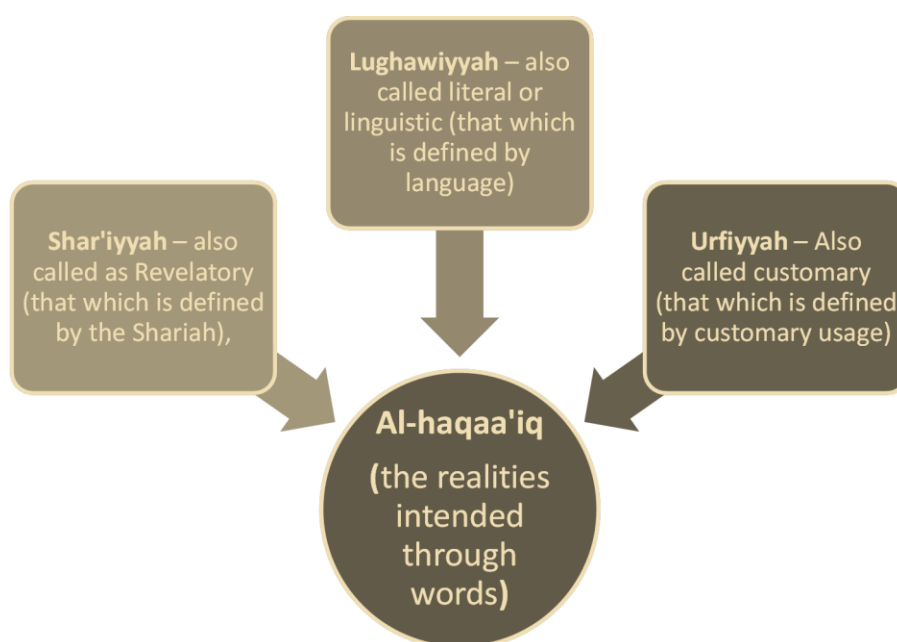 Lughawiyyah – also
called literal or
linguistic (that which
is defined by
language)
Shar'iyyah – also
called as Revelatory
(that which is defined
by the Shariah),
Urfiyyah – Also
called customary
(that which is defined
by customary usage)
Al-haqaa'iq
(the realities
intended
through
words)